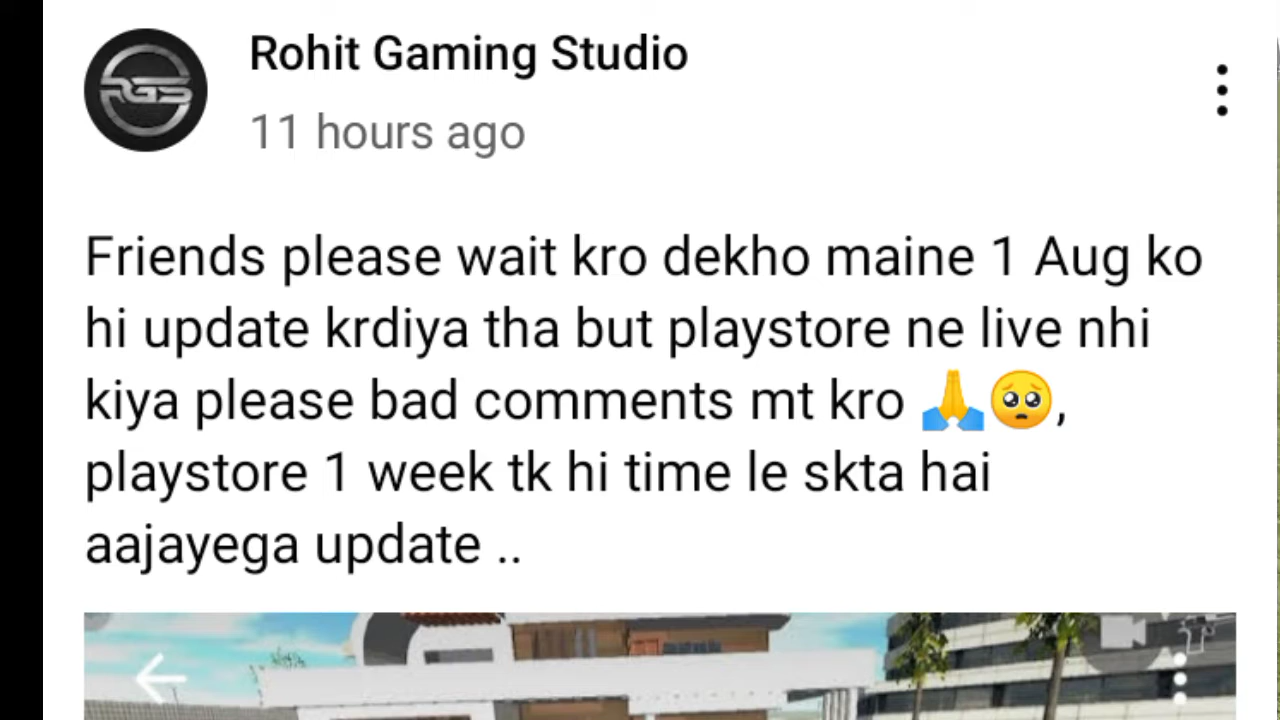 Rohit Gaming Studio
11 hours ago
RGS
Friends please wait kro dekho maine 1 Aug ko
hi update krdiya tha but playstore ne live nhi
kiya please bad comments mt kro 🙏🥺,
playstore 1 week tk hi time le skta hai
aajayega update ..